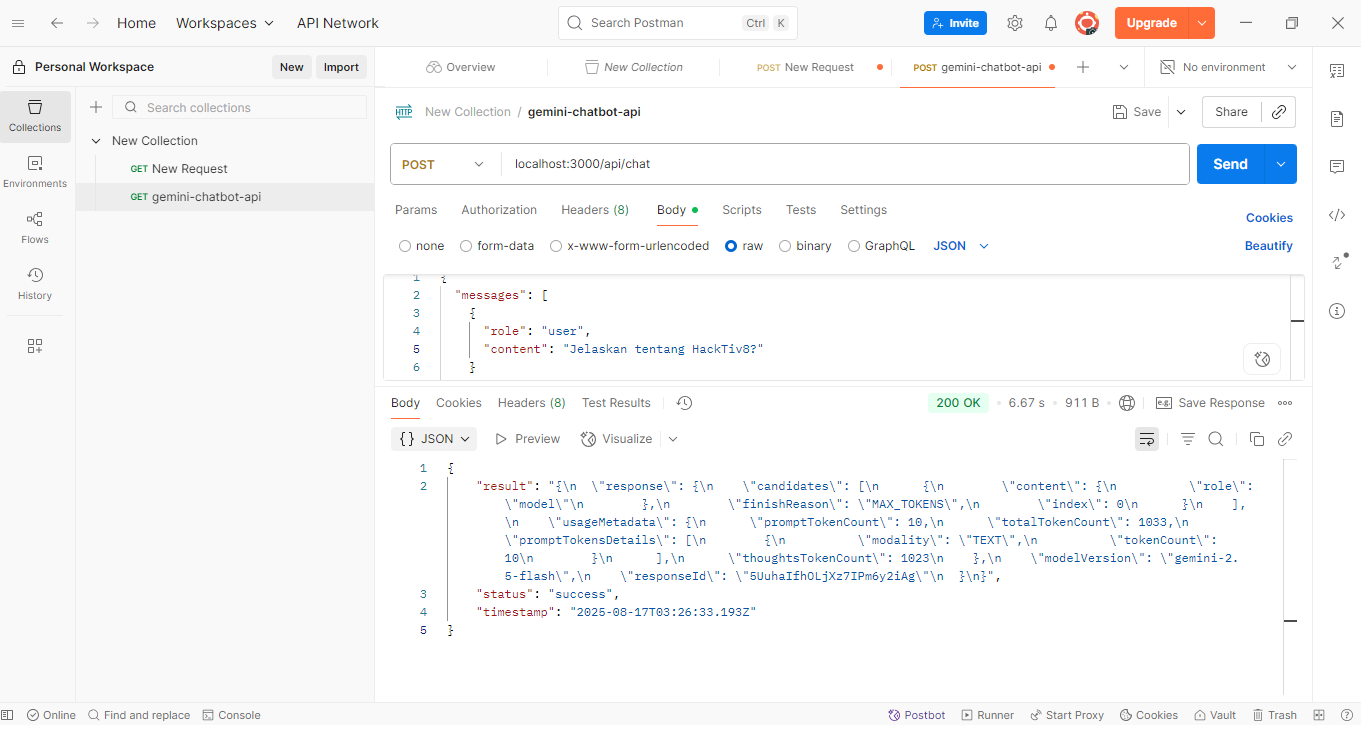 Home Workspaces API Network Search Postman Ctrl K Invite Upgrade
Personal Workspace New Import Overview New Collection POST New Request POST gemini-chatbot-api No environment
Collections
Environments
Flows
History
Search collections
New Collection
GET New Request
GET gemini-chatbot-api
HTTP New Collection / gemini-chatbot-api Save Share
POST localhost:3000/api/chat Send
Params Authorization Headers (8) Body Scripts Tests Settings Cookies
none form-data x-www-form-urlencoded raw binary GraphQL JSON Beautify
1 {
2 "messages": [
3 {
4 "role": "user",
5 "content": "Jelaskan tentang HackTiv8?"
6 }
Body Cookies Headers (8) Test Results 200 OK • 6.67 s • 911 B • e.g. Save Response
{} JSON Preview Visualize
1 {
2 "result": "{\n  \"response\": {\n    \"candidates\": [\n      {\n        \"content\": {\n          \"role\":
\"model\"\n        },\n        \"finishReason\": \"MAX_TOKENS\",\n        \"index\": 0\n      }\n    ],
\n    \"usageMetadata\": {\n      \"promptTokenCount\": 10,\n      \"totalTokenCount\": 1033,\n
\"promptTokensDetails\": [\n        {\n          \"modality\": \"TEXT\",\n          \"tokenCount\":
10\n        }\n      ],\n      \"thoughtsTokenCount\": 1023\n    },\n    \"modelVersion\": \"gemini-2.
5-flash\",\n    \"responseId\": \"5UuhaIfhOLjXz7IPm6y2iAg\"\n  }\n}",
3 "status": "success",
4 "timestamp": "2025-08-17T03:26:33.193Z"
5 }
Online Find and replace Console Postbot Runner Start Proxy Cookies Vault Trash